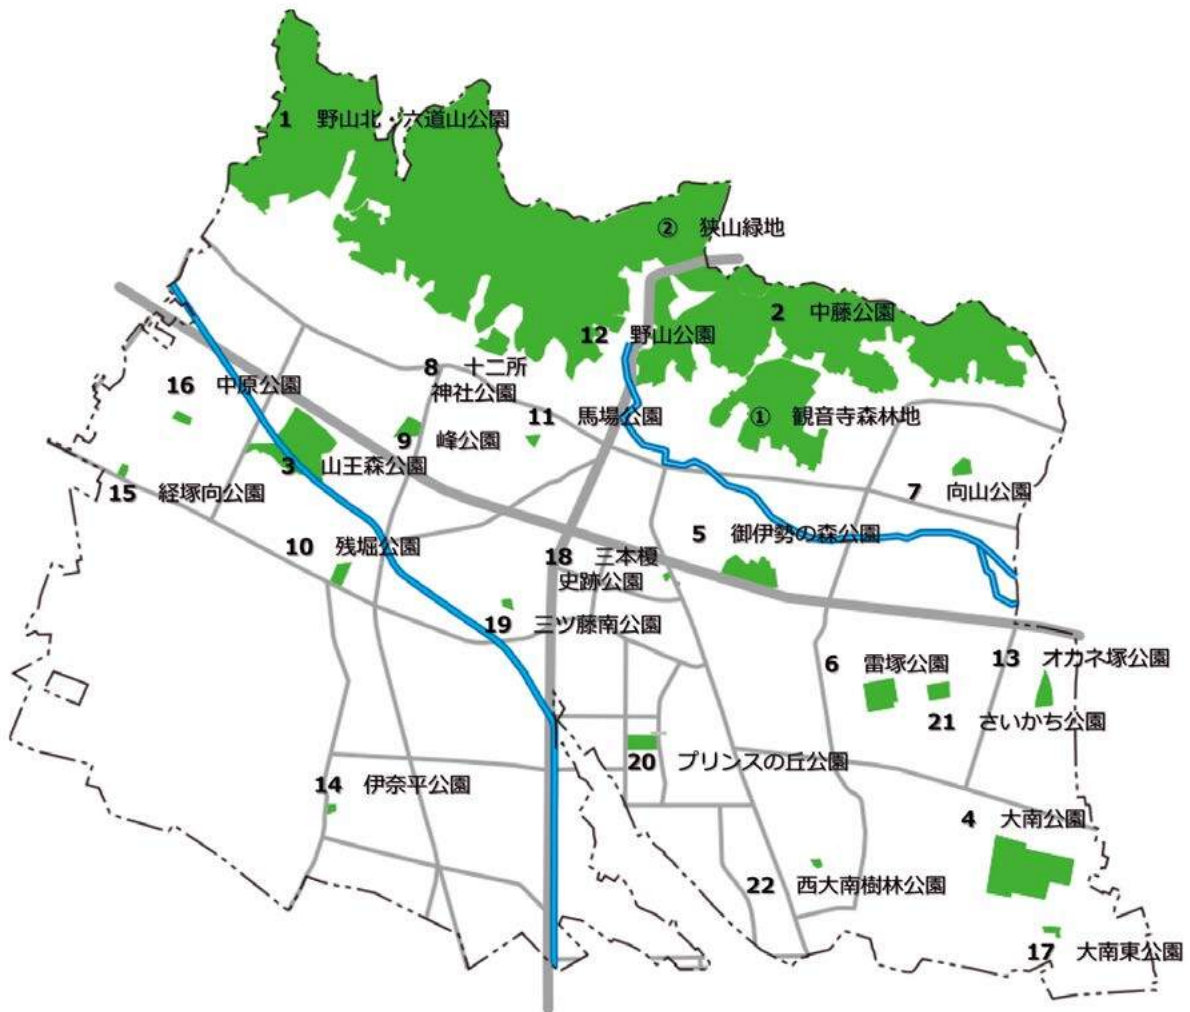 1 野山北・六道山公園
② 狭山緑地
2 中藤公園
12 野山公園
8 十二所
神社公園
16 中原公園
11 馬場公園
① 観音寺森林地
9 峰公園
3 山王森公園
15 経塚向公園
7 向山公園
5 御伊勢の森公園
10 残堀公園
18 三本榎
史跡公園
19 三ツ藤南公園
6 雷塚公園
13 オカネ塚公園
21 さいかち公園
20 プリンスの丘公園
14 伊奈平公園
4 大南公園
22 西大南樹林公園
17 大南東公園